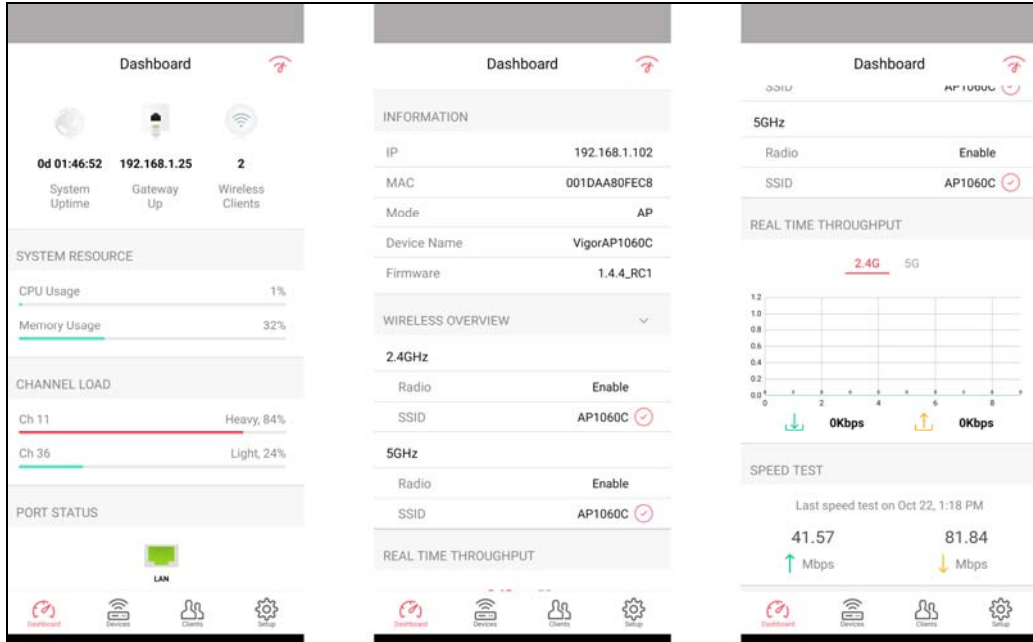 Dashboard
0d 01:46:52 192.168.1.25 2
System Gateway Wireless
Uptime Up Clients
SYSTEM RESOURCE
CPU Usage 1%
Memory Usage 32%
CHANNEL LOAD
Ch 11 Heavy, 84%
Ch 36 Light, 24%
PORT STATUS
LAN
Dashboard Devices Clients Setup
Dashboard
INFORMATION
IP 192.168.1.102
MAC 001DAA80FEC8
Mode AP
Device Name VigorAP1060C
Firmware 1.4.4_RC1
WIRELESS OVERVIEW
2.4GHz
Radio Enable
SSID AP1060C
5GHz
Radio Enable
SSID AP1060C
REAL TIME THROUGHPUT
Dashboard Devices Clients Setup
Dashboard
SSID AP1060C
5GHz
Radio Enable
SSID AP1060C
REAL TIME THROUGHPUT
2.4G 5G
1.2
1.0
0.8
0.6
0.4
0.2
0.0
0 2 4 6 8
0Kbps 0Kbps
SPEED TEST
Last speed test on Oct 22, 1:18 PM
41.57 81.84
Mbps Mbps
Dashboard Devices Clients Setup